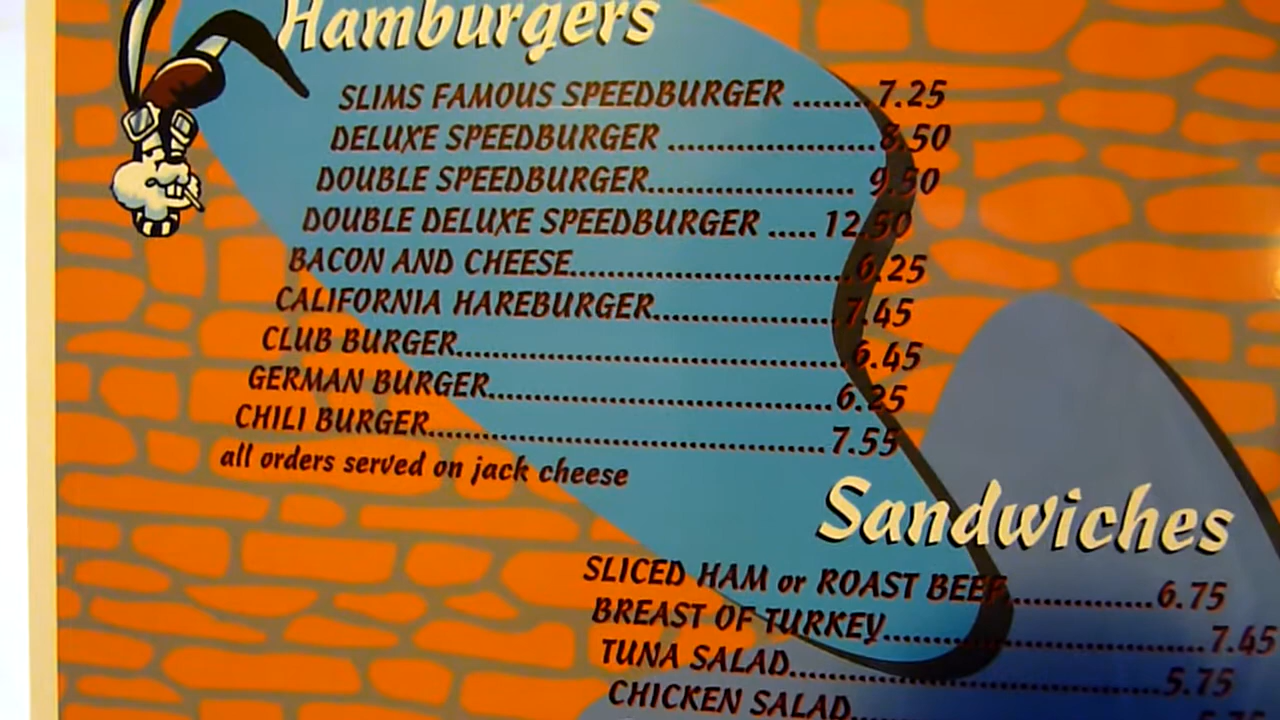 Hamburgers
SLIMS FAMOUS SPEEDBURGER ........7.25
DELUXE SPEEDBURGER .....................8.50
DOUBLE SPEEDBURGER..................... 9.50
DOUBLE DELUXE SPEEDBURGER ..... 12.50
BACON AND CHEESE............................6.25
CALIFORNIA HAREBURGER...................7.45
CLUB BURGER.......................................6.45
GERMAN BURGER..................................6.25
CHILI BURGER.......................................7.55
all orders served on jack cheese
Sandwiches
SLICED HAM or ROAST BEEF..............6.75
BREAST OF TURKEY...............................7.45
TUNA SALAD.....................................5.75
CHICKEN SALAD